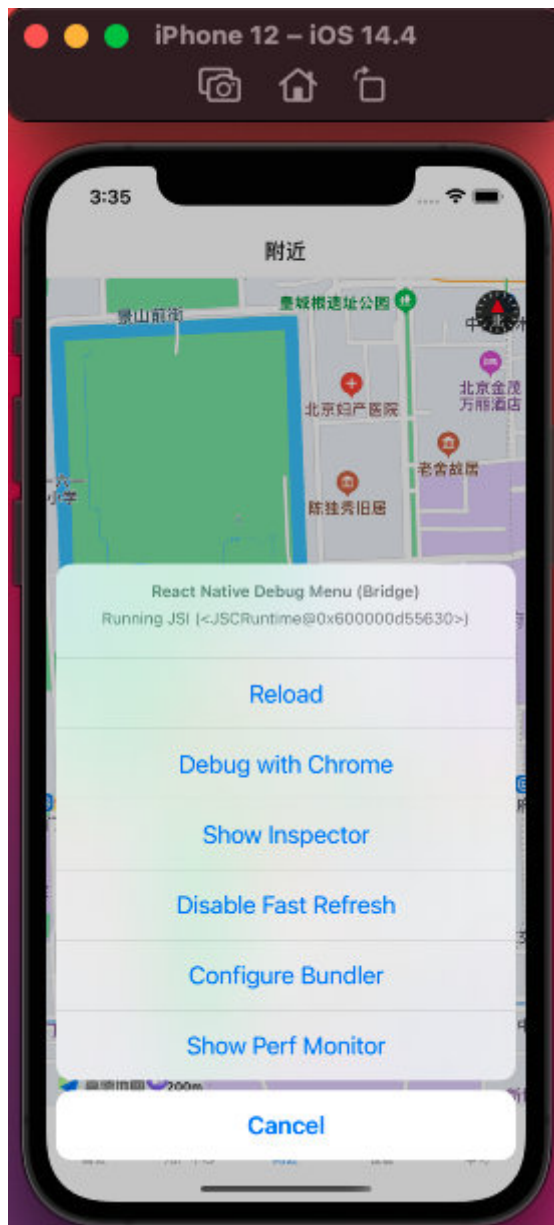 iPhone 12 – iOS 14.4
3:35
附近
景山前街
皇城根遗址公园
北
北京妇产医院
北京金茂
万丽酒店
老舍故居
小学
陈独秀旧居
React Native Debug Menu (Bridge)
Running JSI (<JSCRuntime@0x600000d55630>)
Reload
Debug with Chrome
Show Inspector
Disable Fast Refresh
Configure Bundler
Show Perf Monitor
200m
Cancel